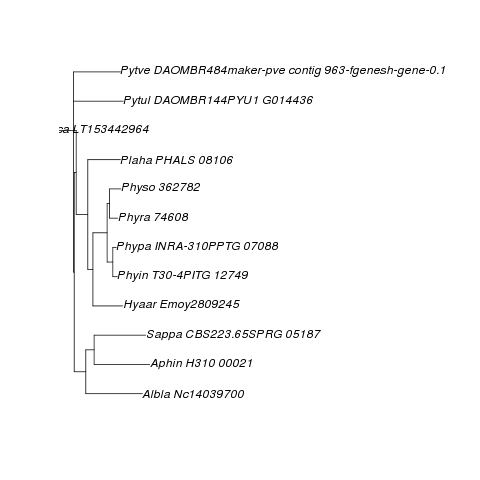 Pytve DAOMBR484maker-pve contig 963-fgenesh-gene-0.1
Pytul DAOMBR144PYU1 G014436
sa LT153442964
Plaha PHALS 08106
Physo 362782
Phyra 74608
Phypa INRA-310PPTG 07088
Phyin T30-4PITG 12749
Hyaar Emoy2809245
Sappa CBS223.65SPRG 05187
Aphin H310 00021
Albla Nc14039700